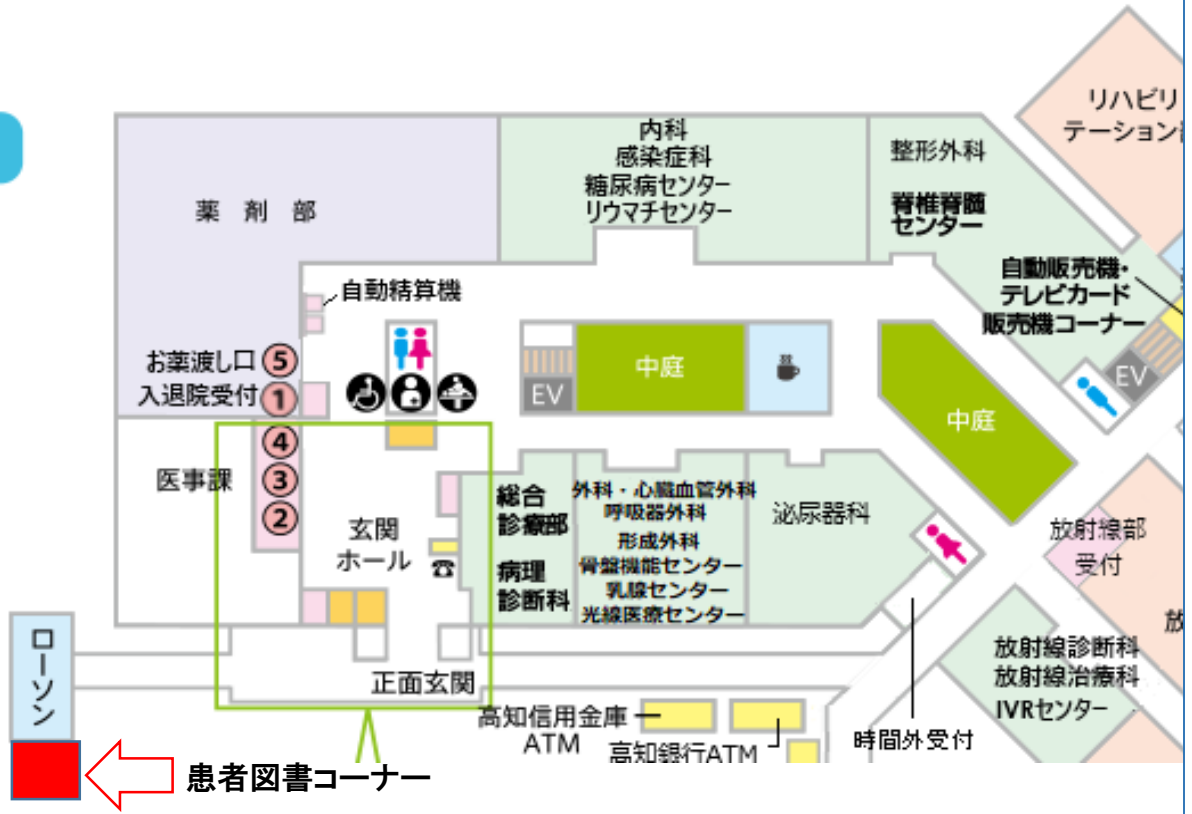 リハビリ
テーション
内科
感染症科
糖尿病センター
リウマチセンター
整形外科
脊椎脊髄
センター
薬 剤 部
自動販売機・
テレビカード
販売機コーナー
自動精算機
お薬渡し口 ⑤
入退院受付 ①
④
③
②
医事課
EV
中庭
EV
中庭
玄関
ホール
総合
診療部
病理
診断科
外科・心臓血管外科
呼吸器外科
形成外科
骨盤機能センター
乳腺センター
光線医療センター
泌尿器科
放射線部
受付
放
放射線診断科
放射線治療科
IVRセンター
ローソン
正面玄関
高知信用金庫
ATM
高知銀行ATM
時間外受付
患者図書コーナー